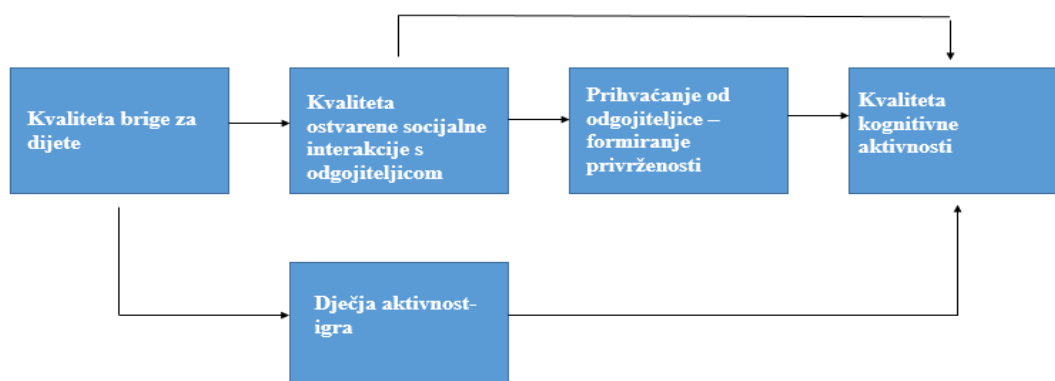 Kvaliteta brige za
dijete
Kvaliteta
ostvarene socijalne
interakcije s
odgojiteljicom
Prihvaćanje od
odgojiteljice –
formiranje
privrženosti
Kvaliteta
kognitivne
aktivnosti
Dječja aktivnost-
igra